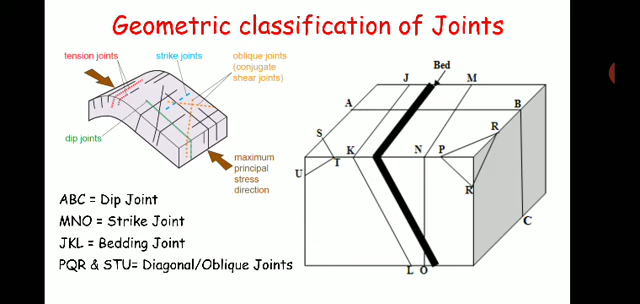 Geometric classification of Joints
tension joints
strike joints
oblique joints
(conjugate
shear joints)
dip joints
maximum
principal
stress
direction
Bed
J
M
A
B
S
R
T
K
N
P
U
R
C
L
O
ABC = Dip Joint
MNO = Strike Joint
JKL = Bedding Joint
PQR & STU= Diagonal/Oblique Joints